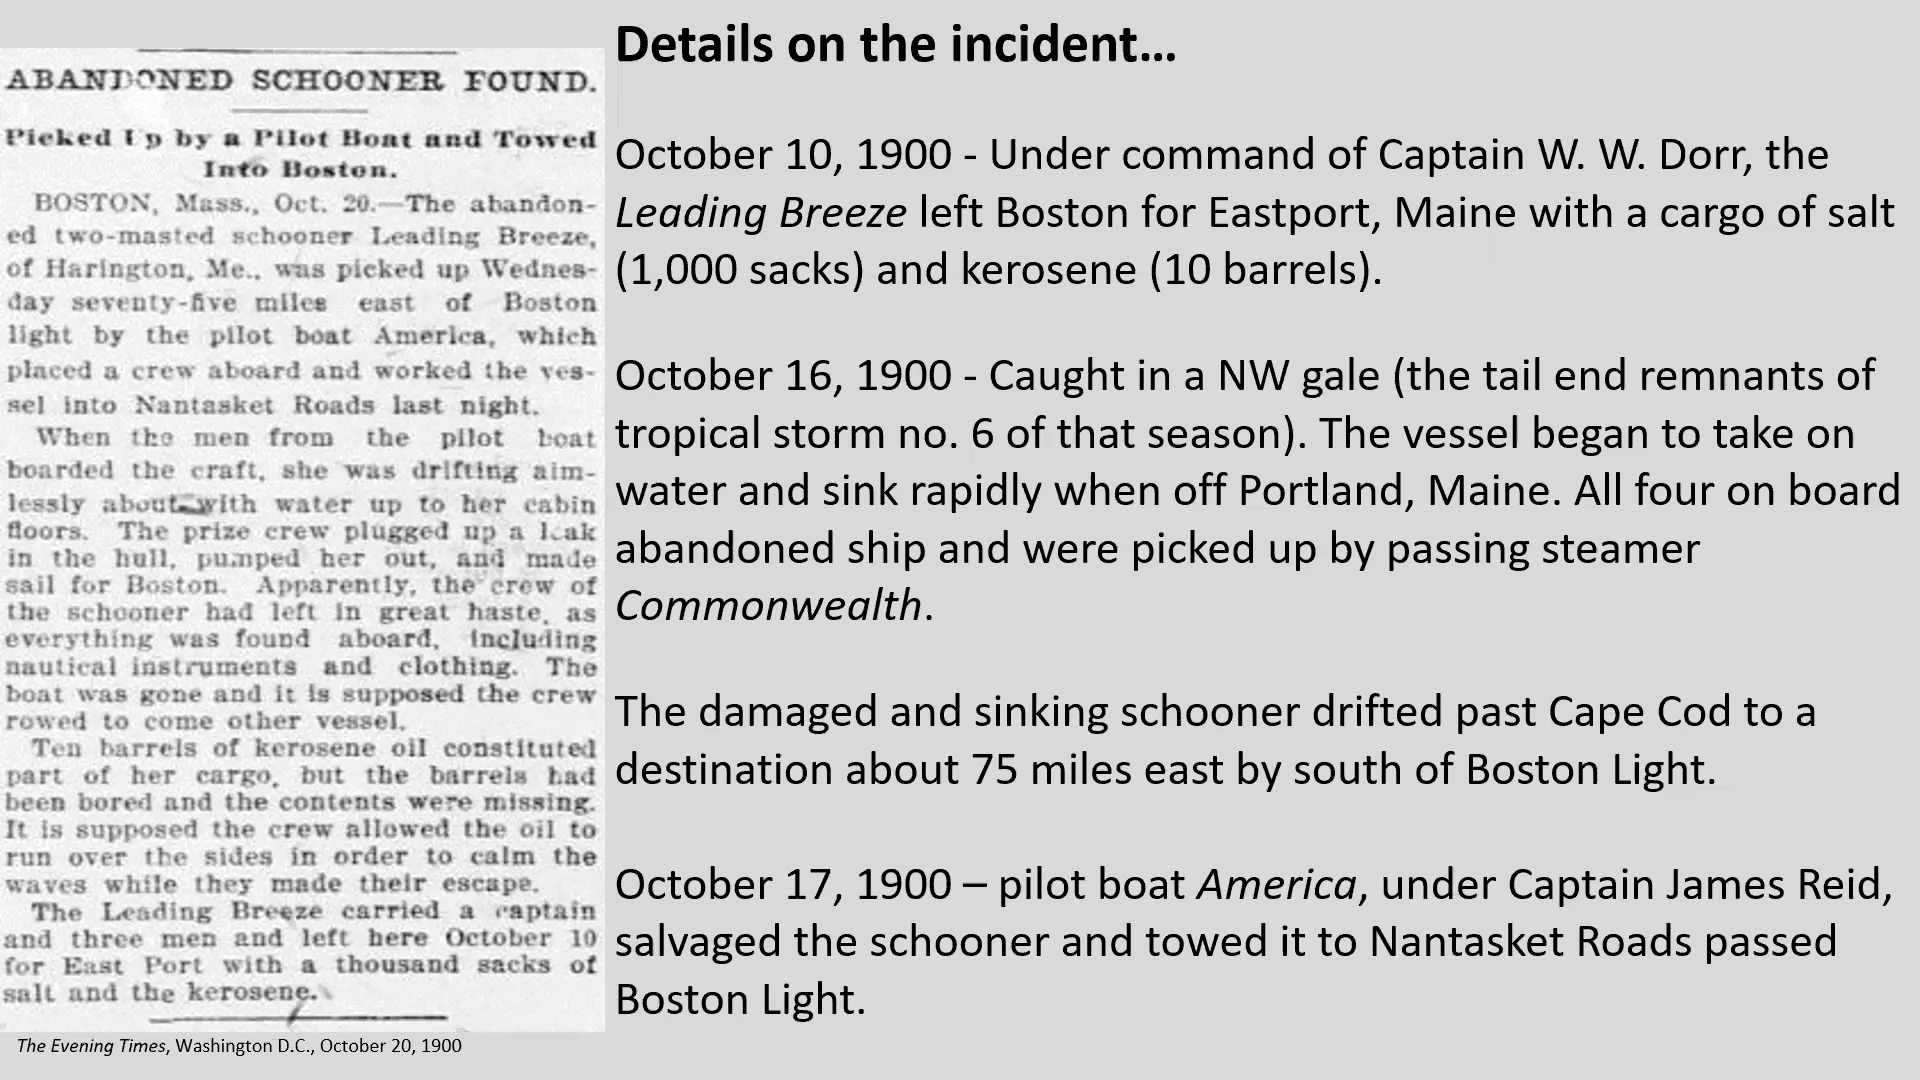 ABANDONED SCHOONER FOUND.
Picked Up by a Pilot Boat and Towed
Into Boston.
BOSTON, Mass., Oct. 20.—The abandon-
ed two-masted schooner Leading Breeze,
of Harington, Me., was picked up Wednes-
day seventy-five miles east of Boston
light by the pilot boat America, which
placed a crew aboard and worked the ves-
sel into Nantasket Roads last night.
When the men from the pilot boat
boarded the craft, she was drifting aim-
lessly about with water up to her cabin
floors. The prize crew plugged up a leak
in the hull, pumped her out, and made
sail for Boston. Apparently, the crew of
the schooner had left in great haste, as
everything was found aboard, including
nautical instruments and clothing. The
boat was gone and it is supposed the crew
rowed to come other vessel.
Ten barrels of kerosene oil constituted
part of her cargo, but the barrels had
been bored and the contents were missing.
It is supposed the crew allowed the oil to
run over the sides in order to calm the
waves while they made their escape.
The Leading Breeze carried a captain
and three men and left here October 10
for East Port with a thousand sacks of
salt and the kerosene.
The Evening Times, Washington D.C., October 20, 1900
Details on the incident…
October 10, 1900 - Under command of Captain W. W. Dorr, the
Leading Breeze left Boston for Eastport, Maine with a cargo of salt
(1,000 sacks) and kerosene (10 barrels).
October 16, 1900 - Caught in a NW gale (the tail end remnants of
tropical storm no. 6 of that season). The vessel began to take on
water and sink rapidly when off Portland, Maine. All four on board
abandoned ship and were picked up by passing steamer
Commonwealth.
The damaged and sinking schooner drifted past Cape Cod to a
destination about 75 miles east by south of Boston Light.
October 17, 1900 – pilot boat America, under Captain James Reid,
salvaged the schooner and towed it to Nantasket Roads passed
Boston Light.